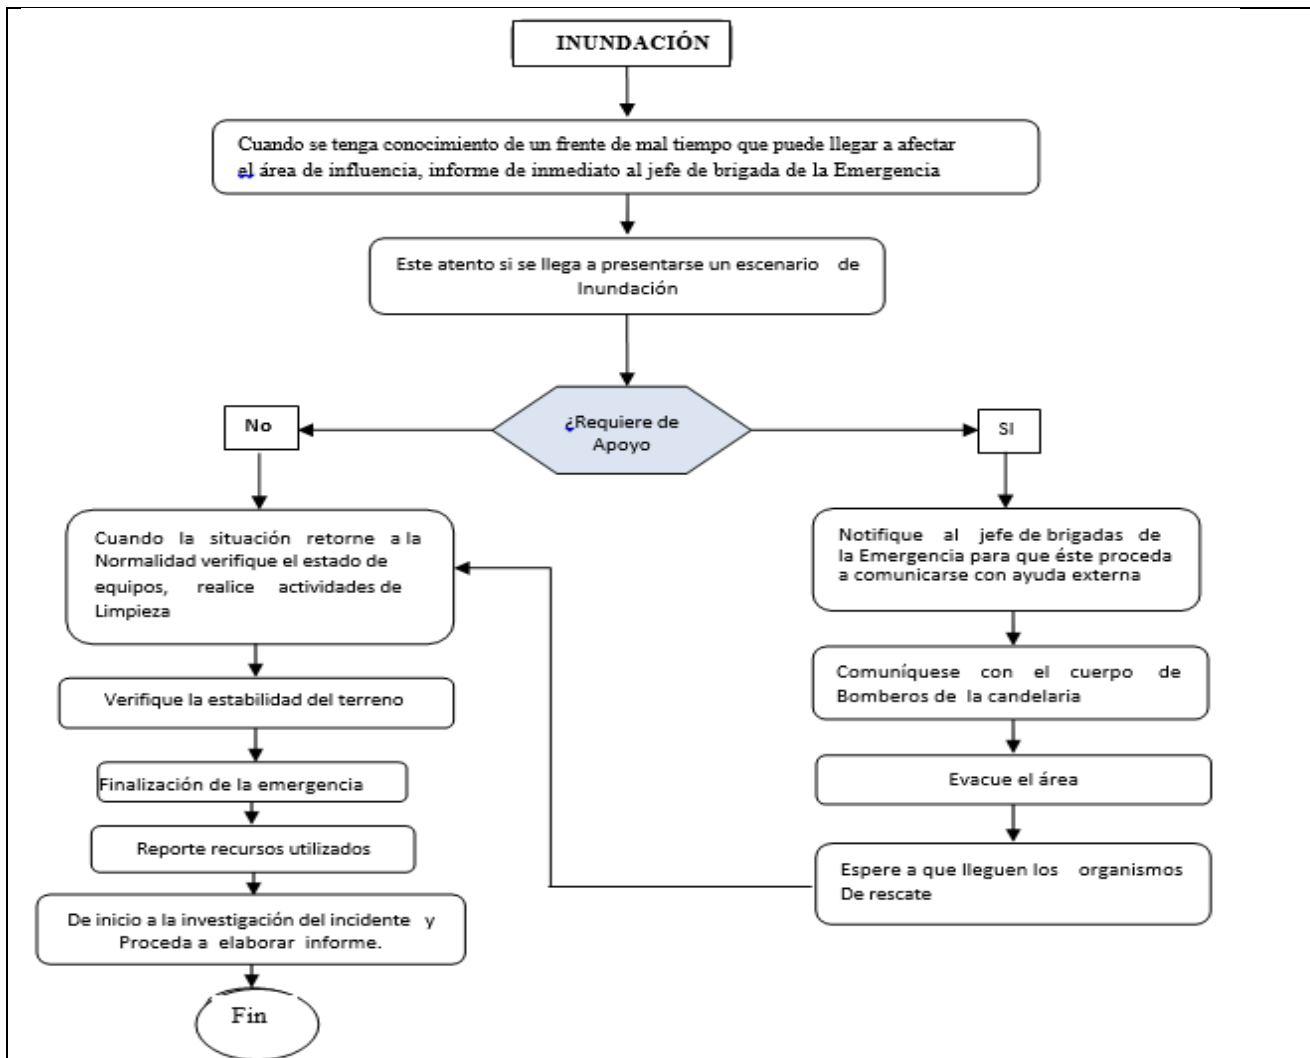 INUNDACIÓN
Cuando se tenga conocimiento de un frente de mal tiempo que puede llegar a afectar
el área de influencia, informe de inmediato al jefe de brigada de la Emergencia
Este atento si se llega a presentarse un escenario de
Inundación
¿Requiere de
Apoyo
No
SI
Cuando la situación retorne a la
Normalidad verifique el estado de
equipos, realice actividades de
Limpieza
Verifique la estabilidad del terreno
Finalización de la emergencia
Reporte recursos utilizados
De inicio a la investigación del incidente y
Proceda a elaborar informe.
Fin
Notifique al jefe de brigadas de
la Emergencia para que éste proceda
a comunicarse con ayuda externa
Comuníquese con el cuerpo de
Bomberos de la candelaria
Evacue el área
Espere a que lleguen los organismos
De rescate